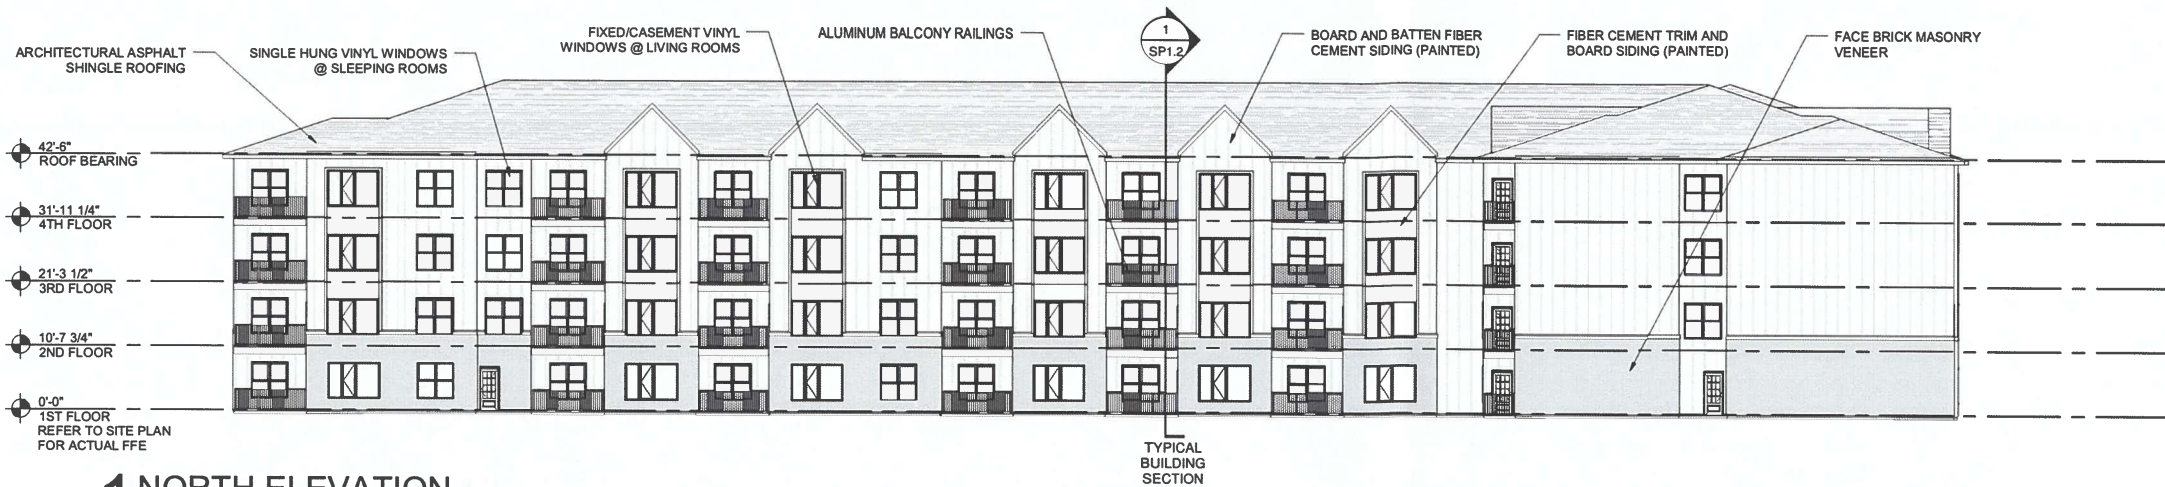 ARCHITECTURAL ASPHALT
SHINGLE ROOFING
SINGLE HUNG VINYL WINDOWS
@ SLEEPING ROOMS
FIXED/CASEMENT VINYL
WINDOWS @ LIVING ROOMS
ALUMINUM BALCONY RAILINGS
1
SP1.2
BOARD AND BATTEN FIBER
CEMENT SIDING (PAINTED)
FIBER CEMENT TRIM AND
BOARD SIDING (PAINTED)
FACE BRICK MASONRY
VENEER
42'-6"
ROOF BEARING
31'-11 1/4"
4TH FLOOR
21'-3 1/2"
3RD FLOOR
10'-7 3/4"
2ND FLOOR
0'-0"
1ST FLOOR
REFER TO SITE PLAN
FOR ACTUAL FFE
TYPICAL
BUILDING
SECTION
1 NORTH ELEVATION